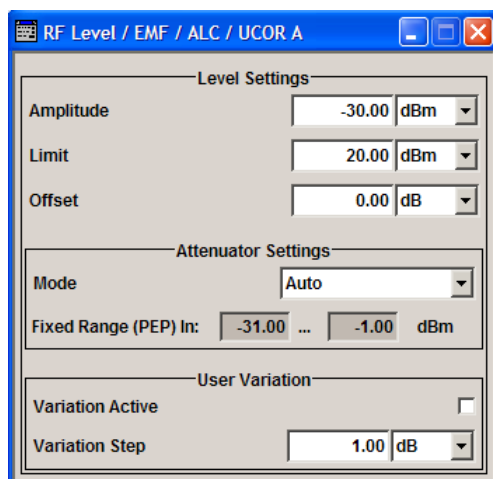 RF Level / EMF / ALC / UCOR A
Level Settings
Amplitude -30.00 dBm
Limit 20.00 dBm
Offset 0.00 dB
Attenuator Settings
Mode Auto
Fixed Range (PEP) In: -31.00 ... -1.00 dBm
User Variation
Variation Active
Variation Step 1.00 dB